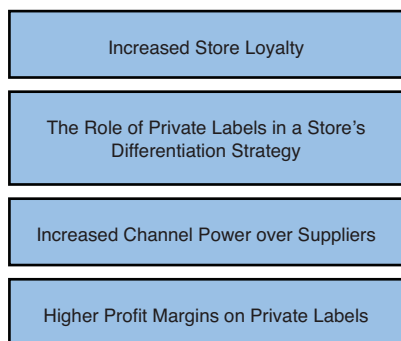 Increased Store Loyalty
The Role of Private Labels in a Store's
Differentiation Strategy
Increased Channel Power over Suppliers
Higher Profit Margins on Private Labels